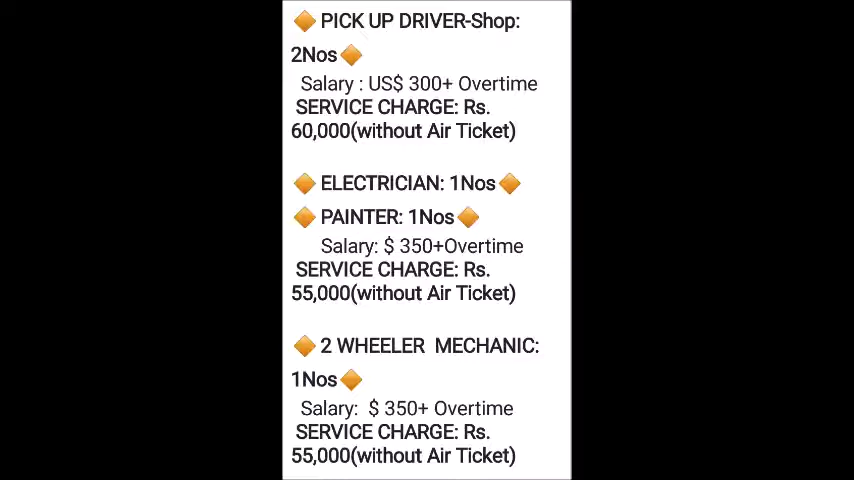 🔶 PICK UP DRIVER-Shop:
2Nos🔶
Salary : US$ 300+ Overtime
SERVICE CHARGE: Rs.
60,000(without Air Ticket)
🔶 ELECTRICIAN: 1Nos🔶
🔶 PAINTER: 1Nos🔶
Salary: $ 350+Overtime
SERVICE CHARGE: Rs.
55,000(without Air Ticket)
🔶 2 WHEELER MECHANIC:
1Nos🔶
Salary: $ 350+ Overtime
SERVICE CHARGE: Rs.
55,000(without Air Ticket)